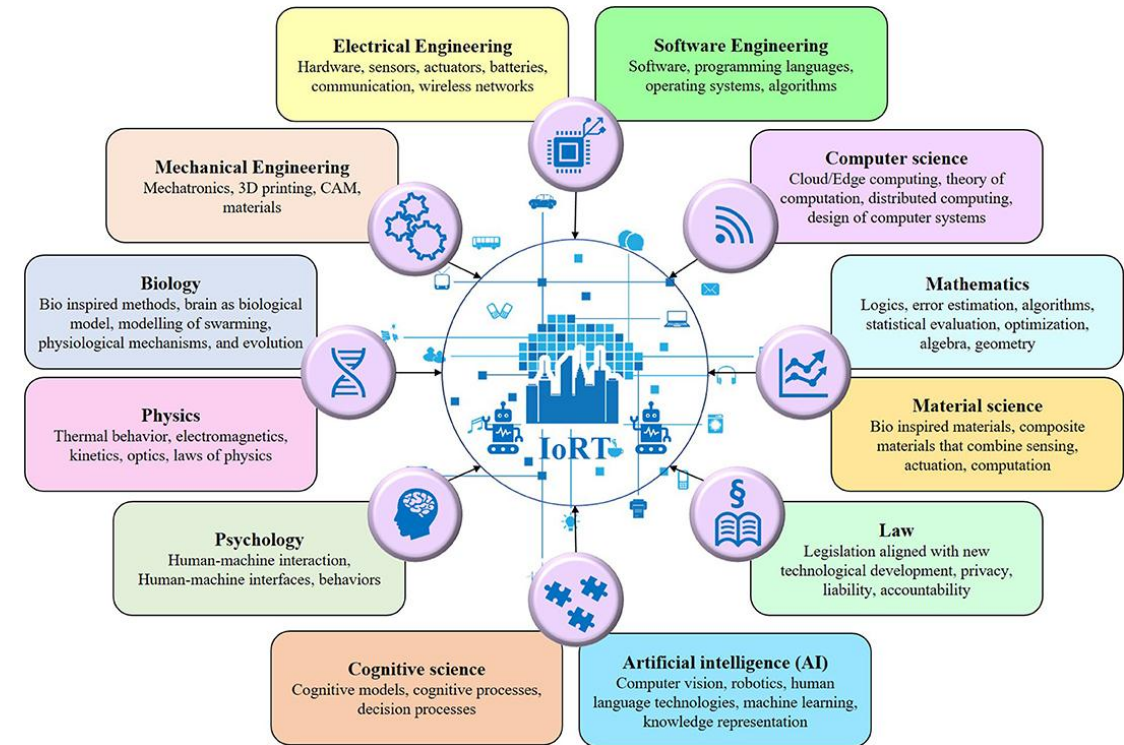 Electrical Engineering
Hardware, sensors, actuators, batteries,
communication, wireless networks
Software Engineering
Software, programming languages,
operating systems, algorithms
Mechanical Engineering
Mechatronics, 3D printing, CAM,
materials
Computer science
Cloud/Edge computing, theory of
computation, distributed computing,
design of computer systems
Biology
Bio inspired methods, brain as biological
model, modelling of swarming,
physiological mechanisms, and evolution
Mathematics
Logics, error estimation, algorithms,
statistical evaluation, optimization,
algebra, geometry
Physics
Thermal behavior, electromagnetics,
kinetics, optics, laws of physics
IoRT
Material science
Bio inspired materials, composite
materials that combine sensing,
actuation, computation
Psychology
Human-machine interaction,
Human-machine interfaces, behaviors
§
Law
Legislation aligned with new
technological development, privacy,
liability, accountability
Cognitive science
Cognitive models, cognitive processes,
decision processes
Artificial intelligence (AI)
Computer vision, robotics, human
language technologies, machine learning,
knowledge representation